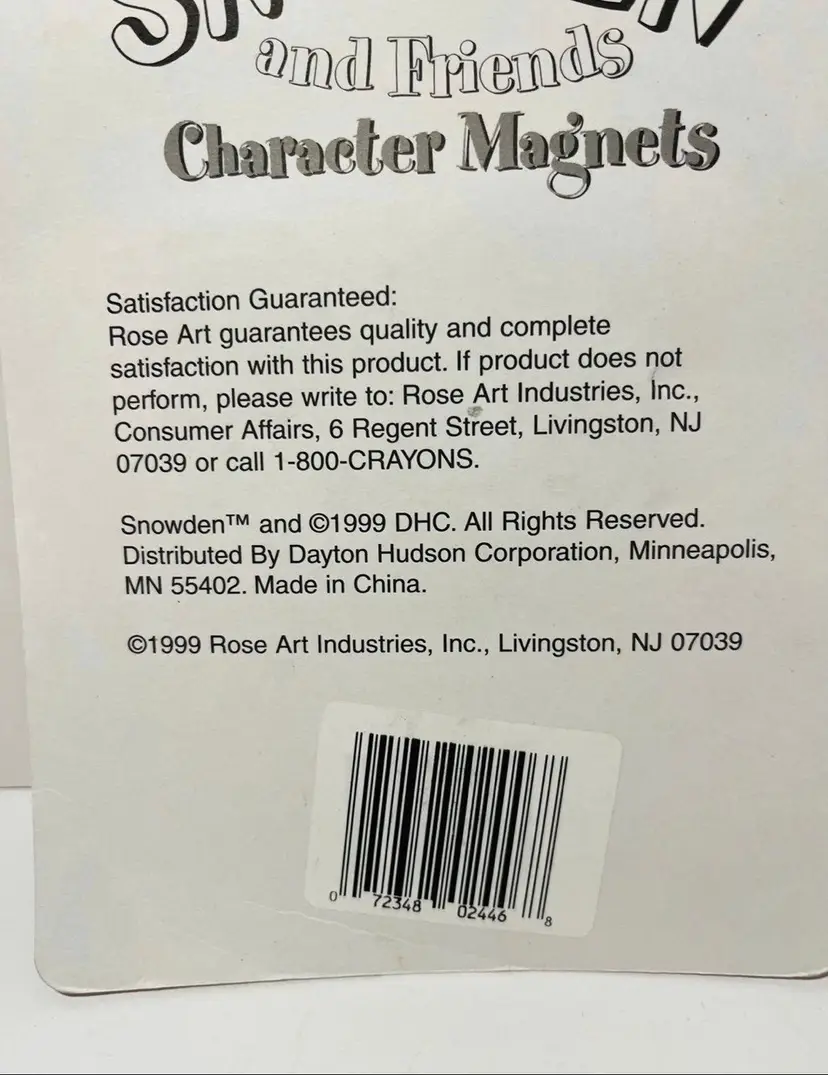 and Friends
Character Magnets
Satisfaction Guaranteed:
Rose Art guarantees quality and complete
satisfaction with this product. If product does not
perform, please write to: Rose Art Industries, Inc.,
Consumer Affairs, 6 Regent Street, Livingston, NJ
07039 or call 1-800-CRAYONS.
Snowden™ and ©1999 DHC. All Rights Reserved.
Distributed By Dayton Hudson Corporation, Minneapolis,
MN 55402. Made in China.
©1999 Rose Art Industries, Inc., Livingston, NJ 07039
0 72348 02446 8